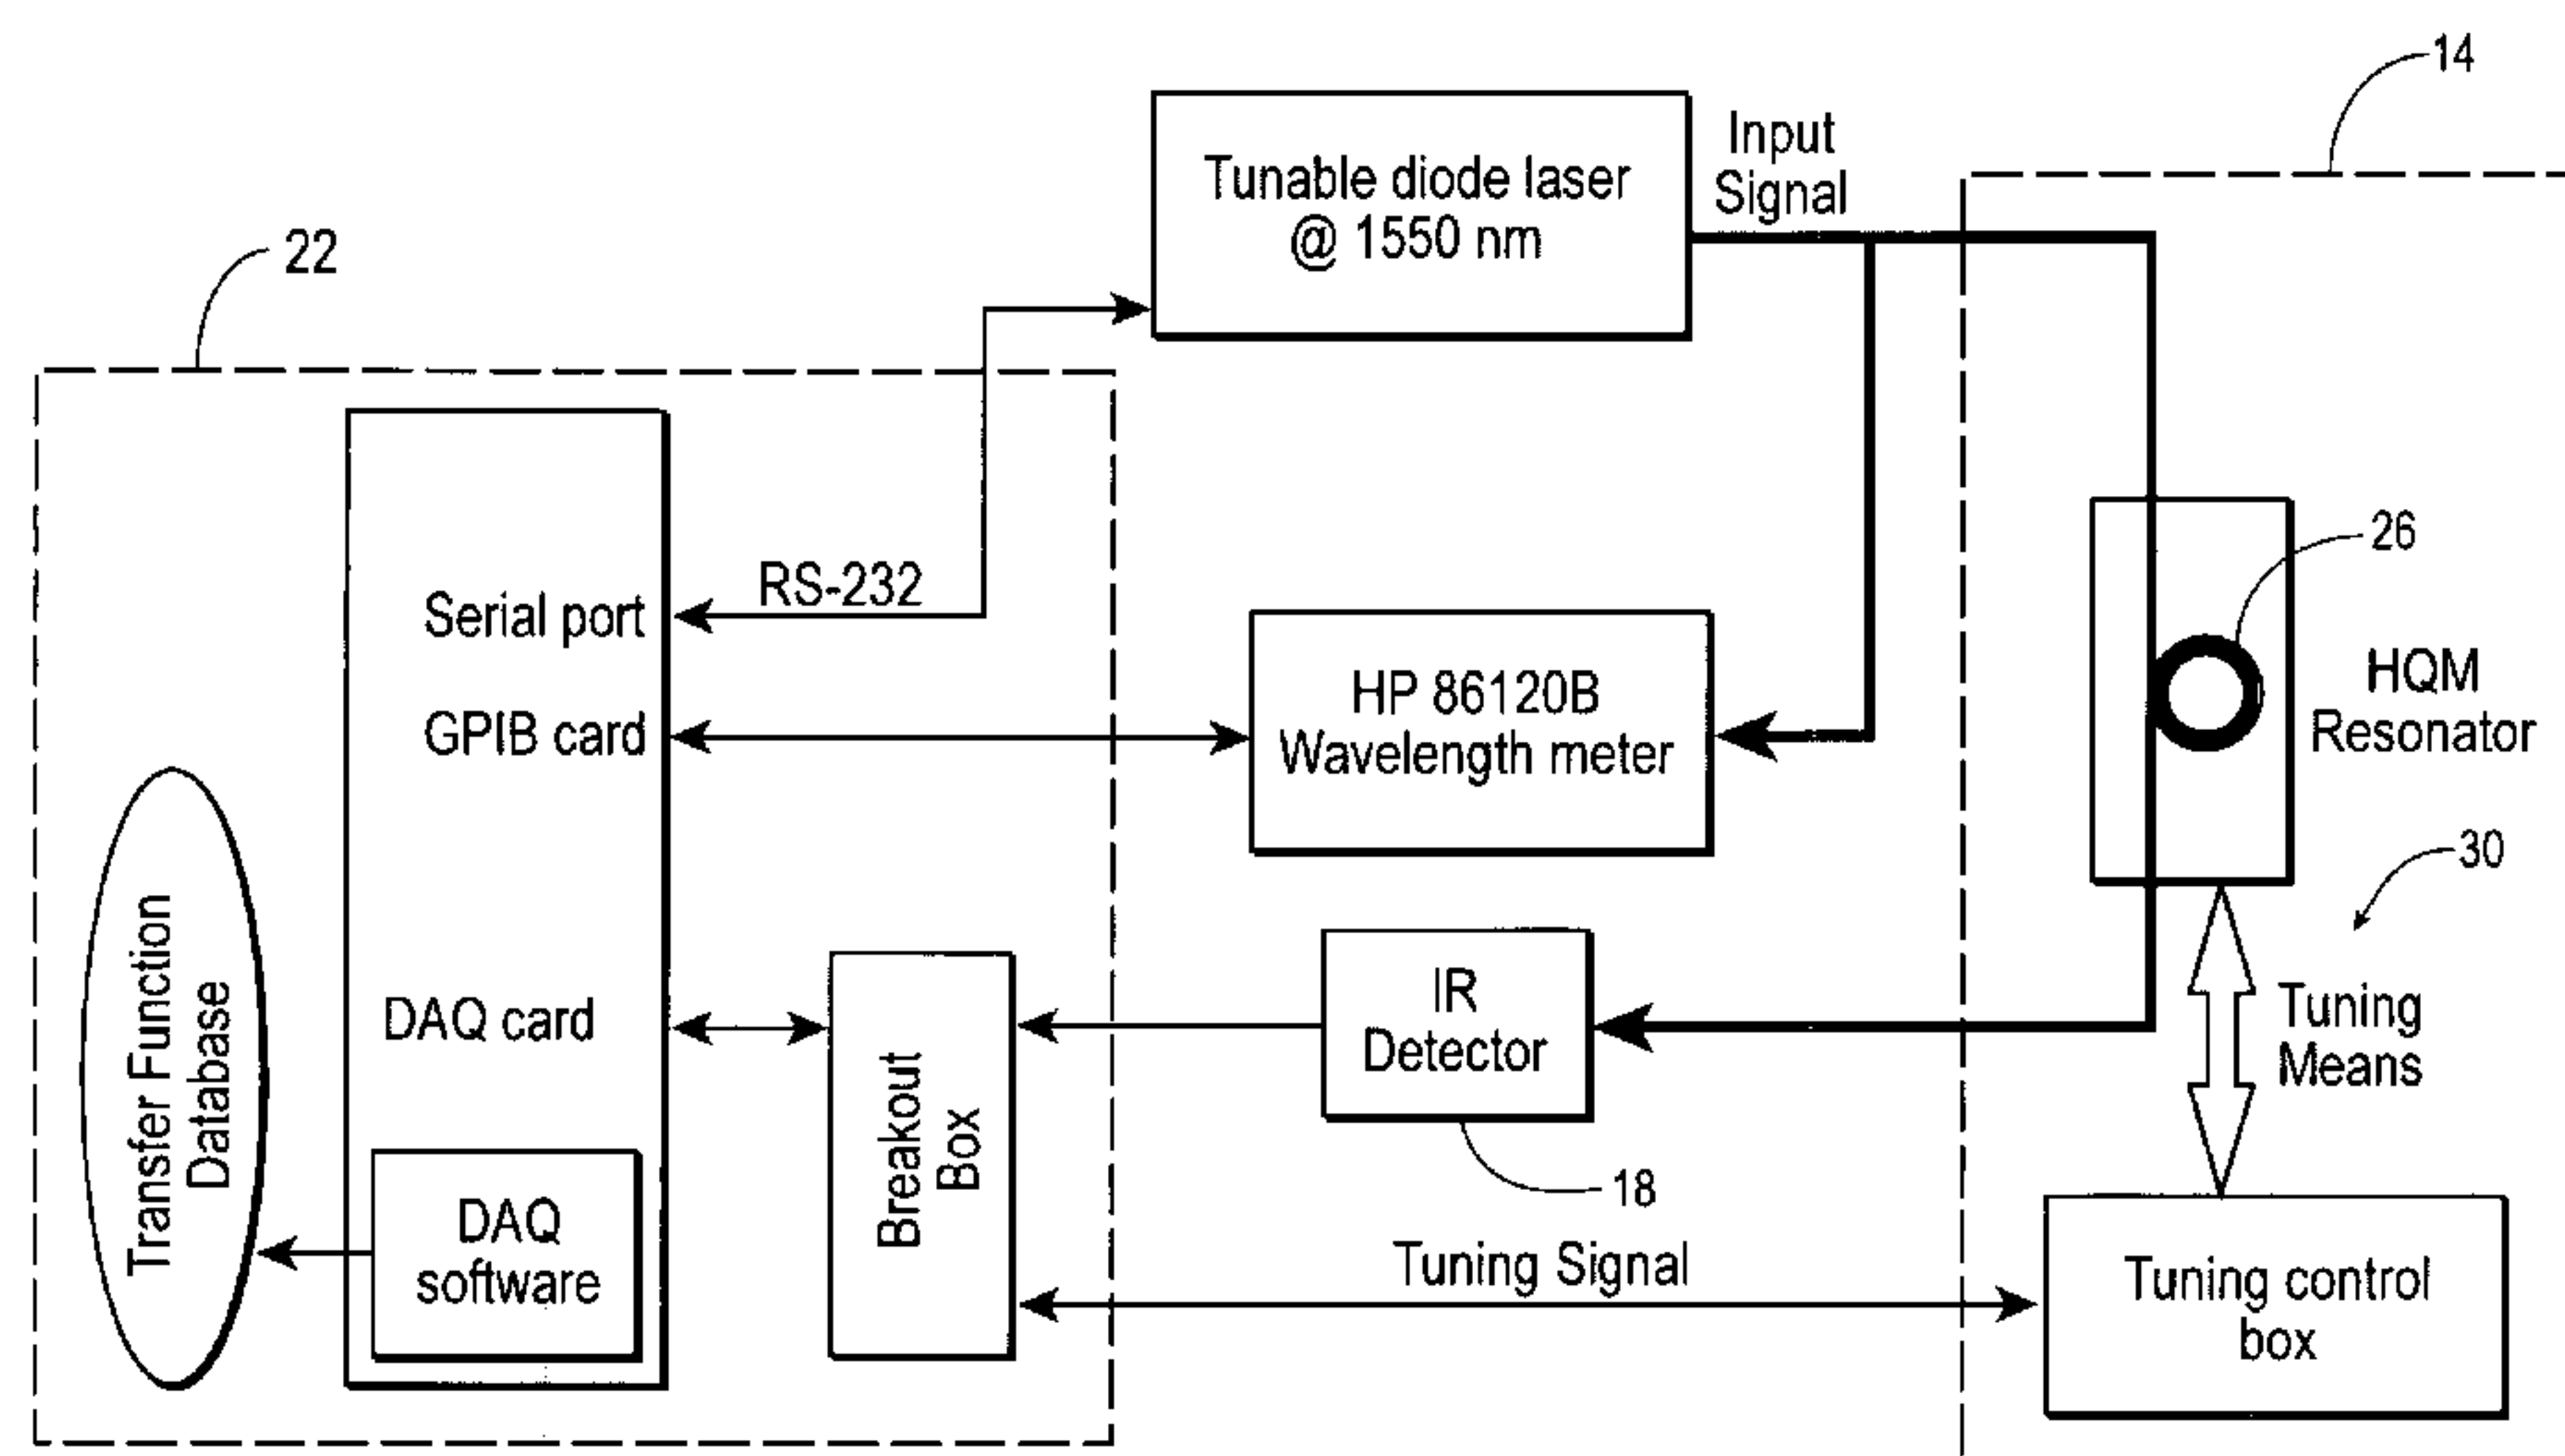 14
Tunable diode laser
@ 1550 nm
Input
Signal
22
RS-232
Serial port
GPIB card
HP 86120B
Wavelength meter
26
HQM
Resonator
30
Transfer Function
Database
DAQ card
Breakout
Box
IR
Detector
18
Tuning
Means
DAQ
software
Tuning Signal
Tuning control
box